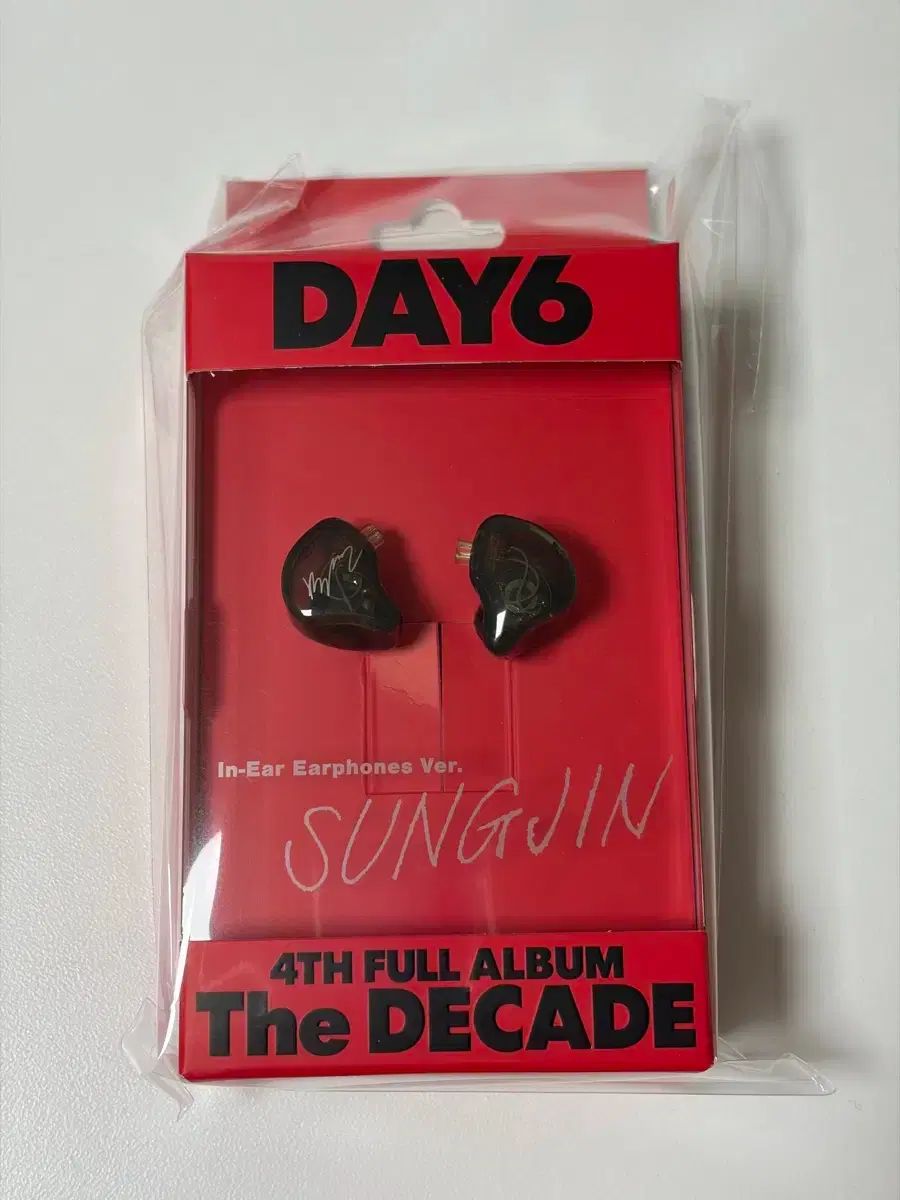 DAY6
In-Ear Earphones Ver.
SUNGJIN
4TH FULL ALBUM
The DECADE